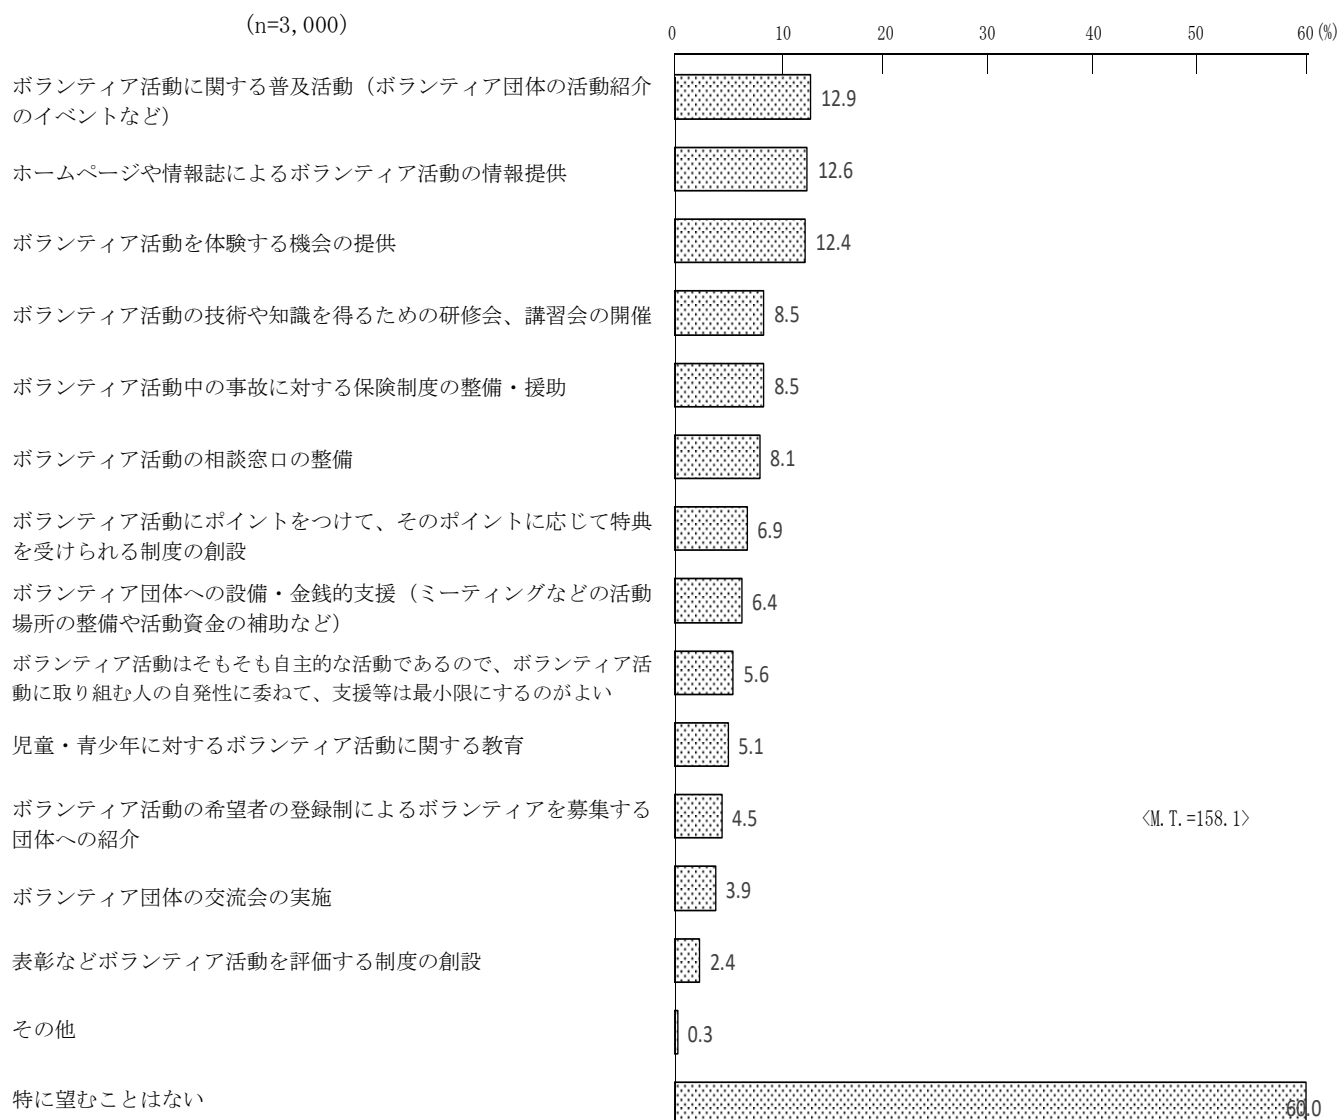 (n=3,000)
0 10 20 30 40 50 60(%)
ボランティア活動に関する普及活動（ボランティア団体の活動紹介
のイベントなど）
12.9
ホームページや情報誌によるボランティア活動の情報提供
12.6
ボランティア活動を体験する機会の提供
12.4
ボランティア活動の技術や知識を得るための研修会、講習会の開催
8.5
ボランティア活動中の事故に対する保険制度の整備・援助
8.5
ボランティア活動の相談窓口の整備
8.1
ボランティア活動にポイントをつけて、そのポイントに応じて特典
を受けられる制度の創設
6.9
ボランティア団体への設備・金銭的支援（ミーティングなどの活動
場所の整備や活動資金の補助など）
6.4
ボランティア活動はそもそも自主的な活動であるので、ボランティア活
動に取り組む人の自発性に委ねて、支援等は最小限にするのがよい
5.6
児童・青少年に対するボランティア活動に関する教育
5.1
ボランティア活動の希望者の登録制によるボランティアを募集する
団体への紹介
4.5
〈M.T.=158.1〉
ボランティア団体の交流会の実施
3.9
表彰などボランティア活動を評価する制度の創設
2.4
その他
0.3
特に望むことはない
60.0